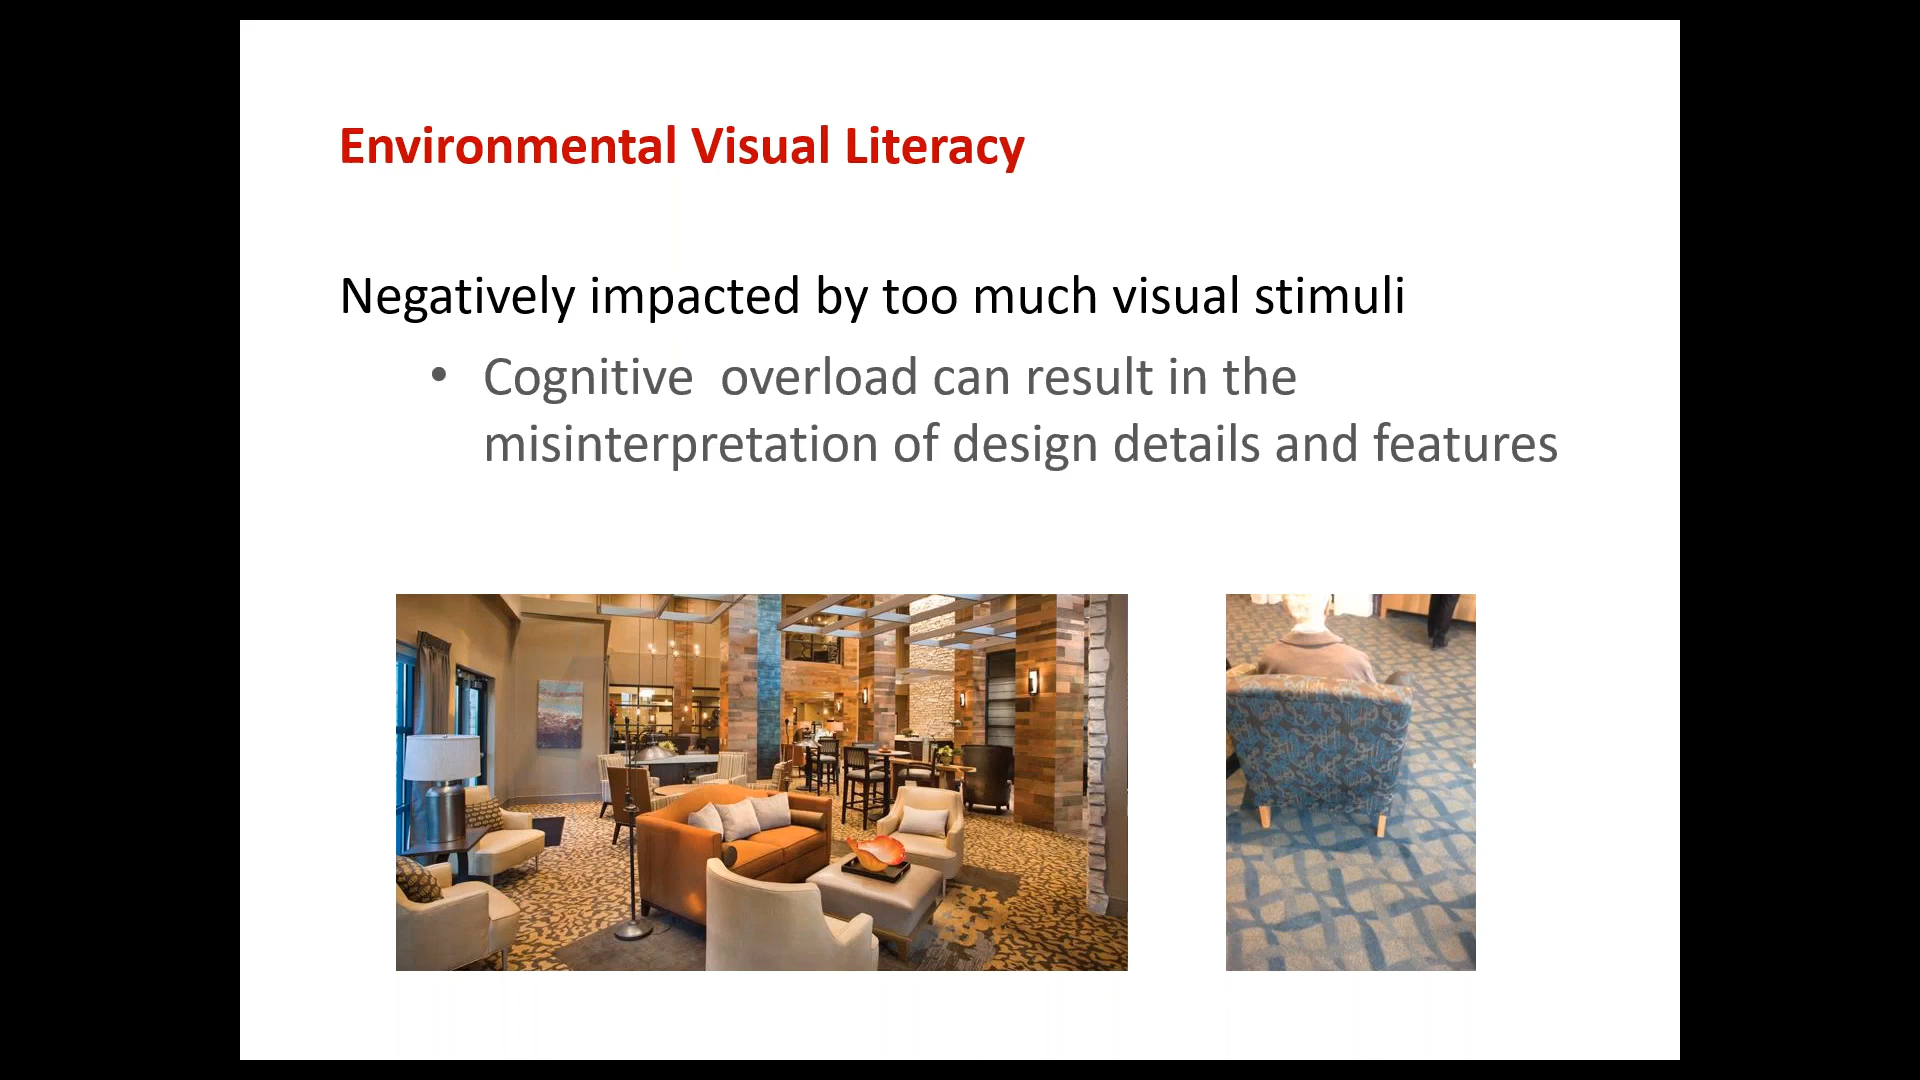 Environmental Visual Literacy
Negatively impacted by too much visual stimuli
• Cognitive  overload can result in the
misinterpretation of design details and features